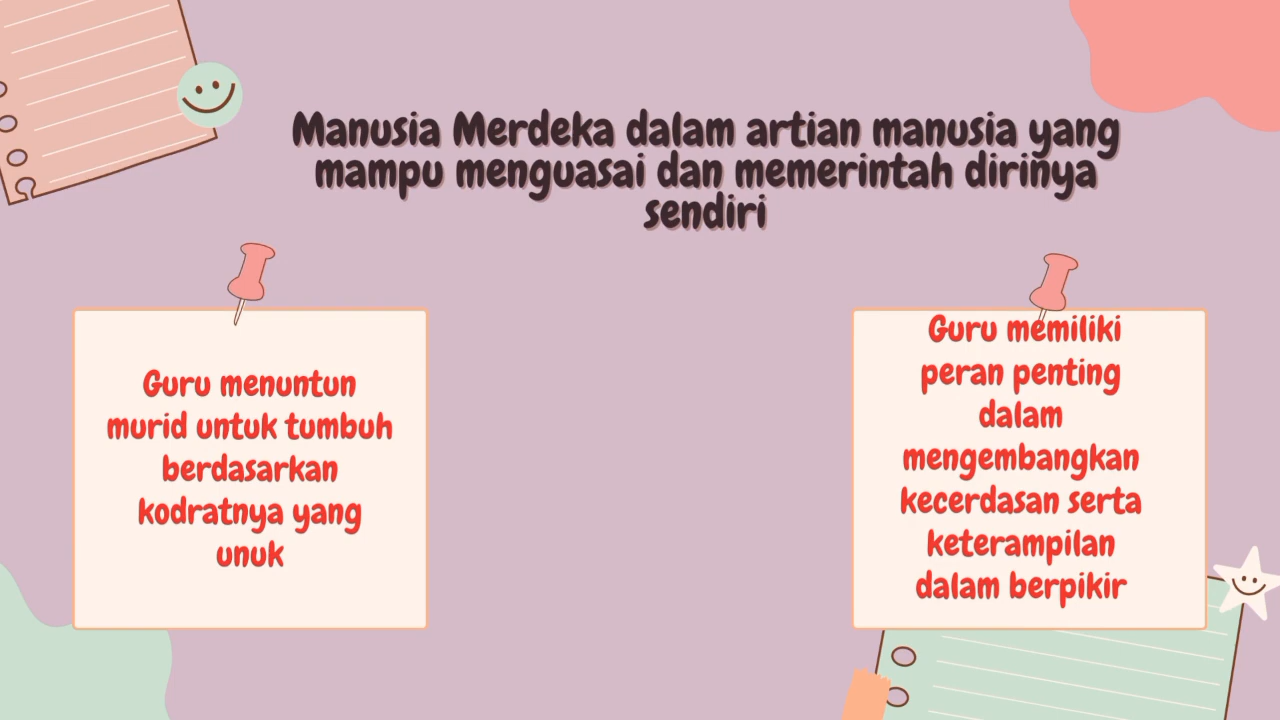 Manusia Merdeka dalam artian manusia yang
mampu menguasai dan memerintah dirinya
sendiri
Guru menuntun
murid untuk tumbuh
berdasarkan
kodratnya yang
unuk
Guru memiliki
peran penting
dalam
mengembangkan
kecerdasan serta
keterampilan
dalam berpikir